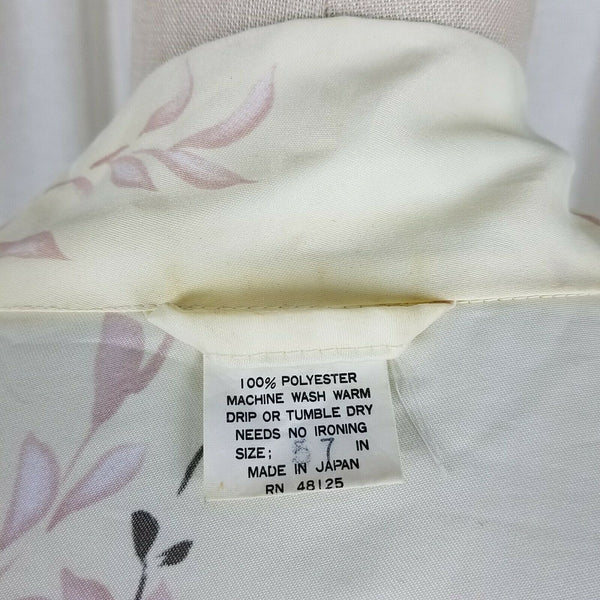 100% POLYESTER
MACHINE WASH WARM
DRIP OR TUMBLE DRY
NEEDS NO IRONING
SIZE; 57 IN
MADE IN JAPAN
RN 48125